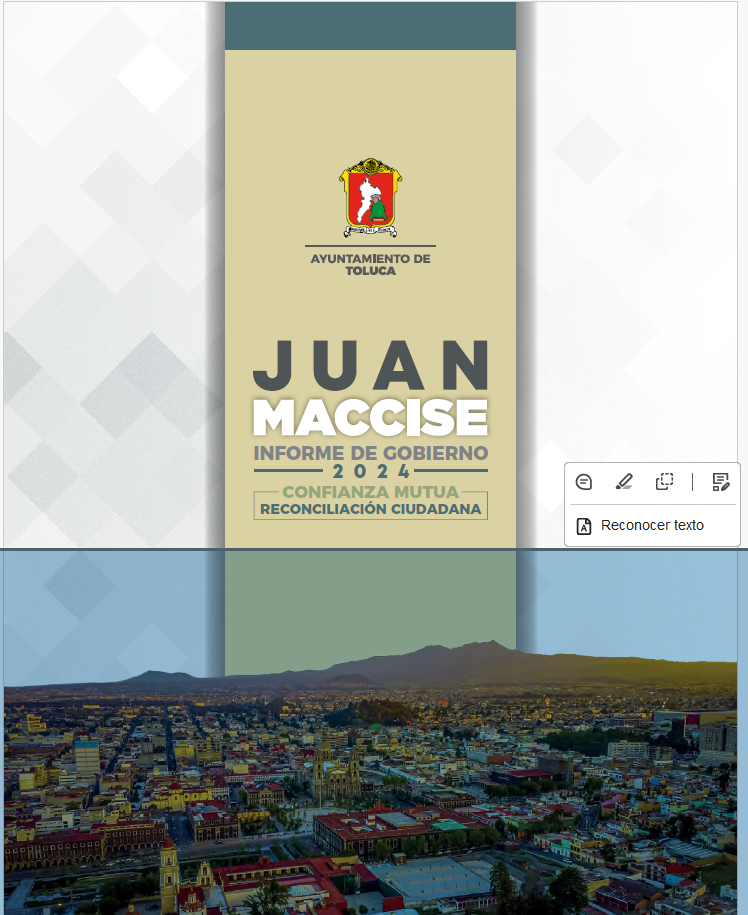 AYUNTAMIENTO DE
TOLUCA
JUAN
MACCISE
INFORME DE GOBIERNO
2024
CONFIANZA MUTUA
RECONCILIACIÓN CIUDADANA
Reconocer texto